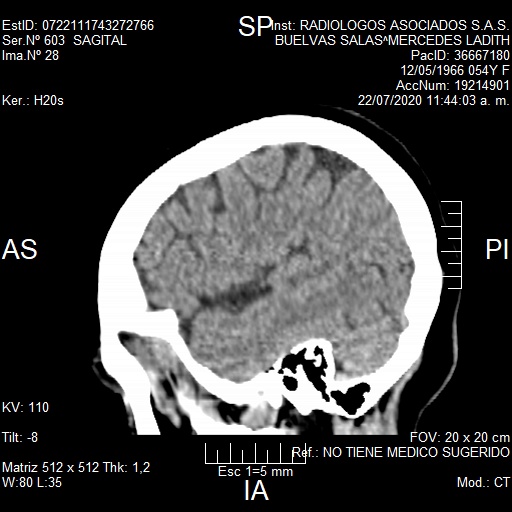 EstID: 0722111743272766
Ser.Nº 603 SAGITAL
Ima.Nº 28
Ker.: H20s
SP
Inst: RADIOLOGOS ASOCIADOS S.A.S.
BUELVAS SALAS^MERCEDES LADITH
PacID: 36667180
12/05/1966 054Y F
AccNum: 19214901
22/07/2020 11:44:03 a. m.
AS
PI
KV: 110
Tilt: -8
Matriz 512 x 512 Thk: 1,2
W:80 L:35
Esc 1=5 mm
IA
FOV: 20 x 20 cm
Ref.: NO TIENE MEDICO SUGERIDO
Mod.: CT